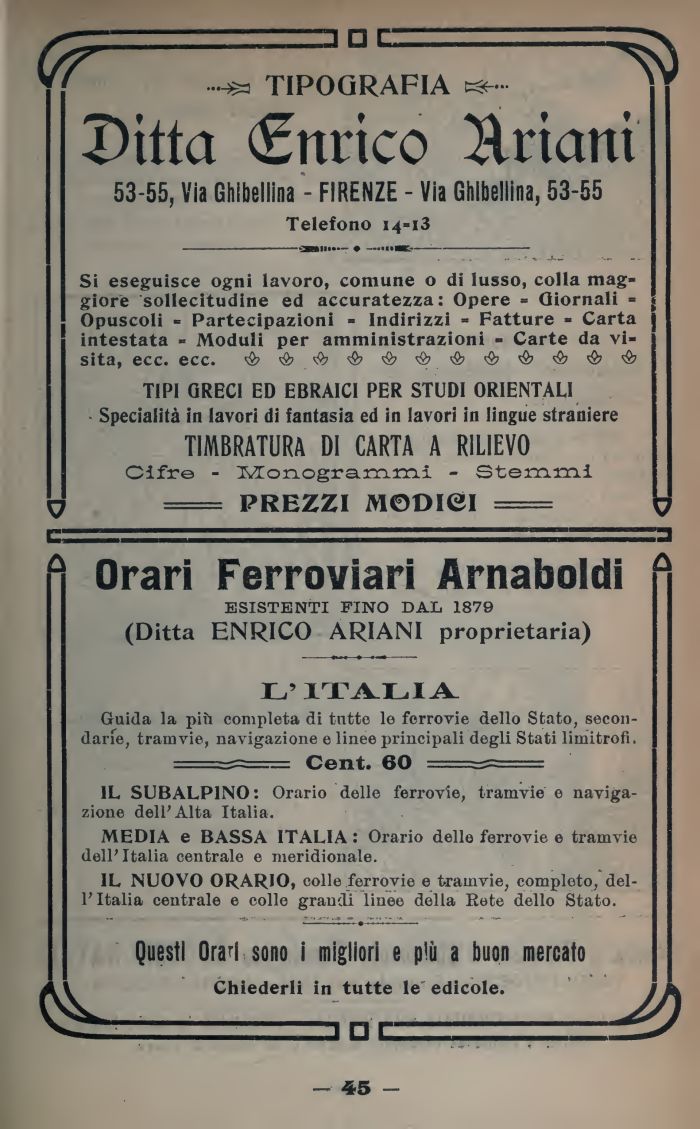 TIPOGRAFIA
Ditta Enrico Ariani
53-55, Via Ghibellina - FIRENZE - Via Ghibellina, 53-55
Telefono 14-13
Si eseguisce ogni lavoro, comune o di lusso, colla mag-
giore sollecitudine ed accuratezza: Opere - Giornali -
Opuscoli - Partecipazioni - Indirizzi - Fatture - Carta
intestata - Moduli per amministrazioni - Carte da vi-
sita, ecc. ecc.
TIPI GRECI ED EBRAICI PER STUDI ORIENTALI
Specialità in lavori di fantasia ed in lavori in lingue straniere
TIMBRATURA DI CARTA A RILIEVO
Cifre - Monogrammi - Stemmi
PREZZI MODICI
Orari Ferroviari Arnaboldi
ESISTENTI FINO DAL 1879
(Ditta ENRICO ARIANI proprietaria)
L'ITALIA
Guida la più completa di tutte le ferrovie dello Stato, secon-
darie, tramvie, navigazione e linee principali degli Stati limitrofi.
Cent. 60
IL SUBALPINO: Orario delle ferrovie, tramvie e naviga-
zione dell'Alta Italia.
MEDIA e BASSA ITALIA: Orario delle ferrovie e tramvie
dell'Italia centrale e meridionale.
IL NUOVO ORARIO, colle ferrovie e tramvie, completo, del-
l'Italia centrale e colle grandi linee della Rete dello Stato.
Questi Orari sono i migliori e più a buon mercato
Chiederli in tutte le edicole.
— 45 —